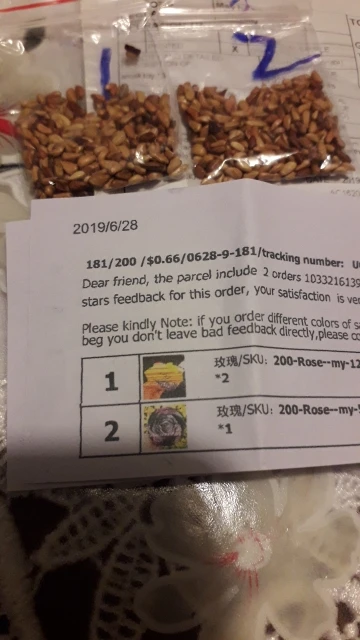 1
2
2019/6/28
181/200 /$0.66/0628-9-181/tracking number:
Dear friend, the parcel include 2 orders 1033216139
stars feedback for this order, your satisfaction is
Please kindly Note: if you order different colors of
beg you don't leave bad feedback directly,please
1
玫瑰/SKU: 200-Rose--my-12
*2
2
玫瑰/SKU: 200-Rose--my-
*1